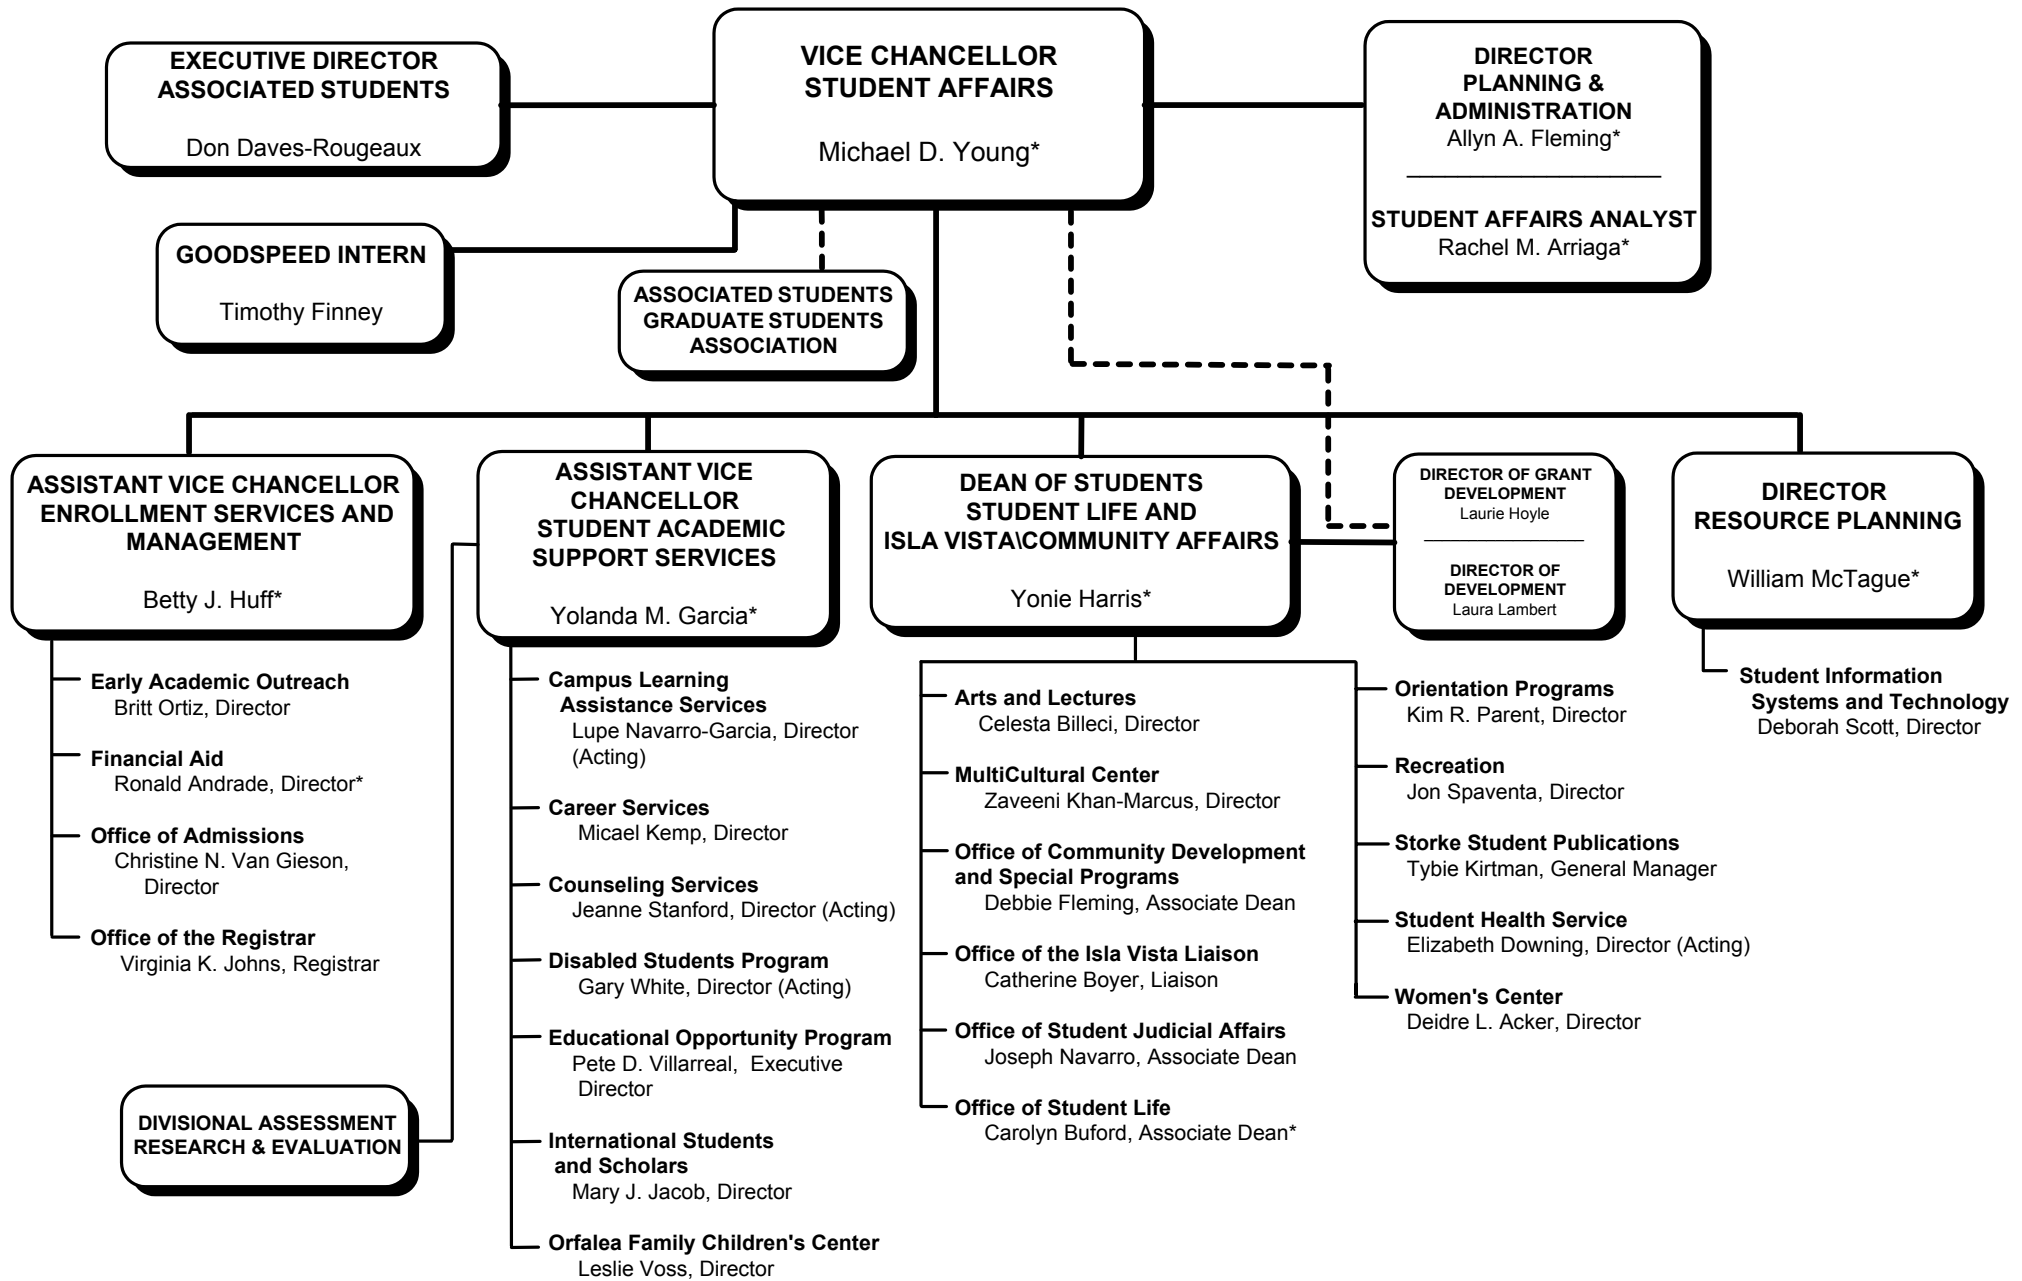 EXECUTIVE DIRECTOR
ASSOCIATED STUDENTS
Don Daves-Rougeaux
VICE CHANCELLOR
STUDENT AFFAIRS
Michael D. Young*
DIRECTOR
PLANNING &
ADMINISTRATION
Allyn A. Fleming*
STUDENT AFFAIRS ANALYST
Rachel M. Arriaga*
GOODSPEED INTERN
Timothy Finney
ASSOCIATED STUDENTS
GRADUATE STUDENTS
ASSOCIATION
ASSISTANT VICE CHANCELLOR
ENROLLMENT SERVICES AND
MANAGEMENT
Betty J. Huff*
Early Academic Outreach
Britt Ortiz, Director
Financial Aid
Ronald Andrade, Director*
Office of Admissions
Christine N. Van Gieson,
Director
Office of the Registrar
Virginia K. Johns, Registrar
DIVISIONAL ASSESSMENT
RESEARCH & EVALUATION
ASSISTANT VICE
CHANCELLOR
STUDENT ACADEMIC
SUPPORT SERVICES
Yolanda M. Garcia*
Campus Learning
Assistance Services
Lupe Navarro-Garcia, Director
(Acting)
Career Services
Micael Kemp, Director
Counseling Services
Jeanne Stanford, Director (Acting)
Disabled Students Program
Gary White, Director (Acting)
Educational Opportunity Program
Pete D. Villarreal, Executive
Director
International Students
and Scholars
Mary J. Jacob, Director
Orfalea Family Children's Center
Leslie Voss, Director
DEAN OF STUDENTS
STUDENT LIFE AND
ISLA VISTA\COMMUNITY AFFAIRS
Yonie Harris*
Arts and Lectures
Celesta Billeci, Director
MultiCultural Center
Zaveeni Khan-Marcus, Director
Office of Community Development
and Special Programs
Debbie Fleming, Associate Dean
Office of the Isla Vista Liaison
Catherine Boyer, Liaison
Office of Student Judicial Affairs
Joseph Navarro, Associate Dean
Office of Student Life
Carolyn Buford, Associate Dean*
Orientation Programs
Kim R. Parent, Director
Recreation
Jon Spaventa, Director
Storke Student Publications
Tybie Kirtman, General Manager
Student Health Service
Elizabeth Downing, Director (Acting)
Women's Center
Deidre L. Acker, Director
DIRECTOR OF GRANT
DEVELOPMENT
Laurie Hoyle
DIRECTOR OF
DEVELOPMENT
Laura Lambert
DIRECTOR
RESOURCE PLANNING
William McTague*
Student Information
Systems and Technology
Deborah Scott, Director